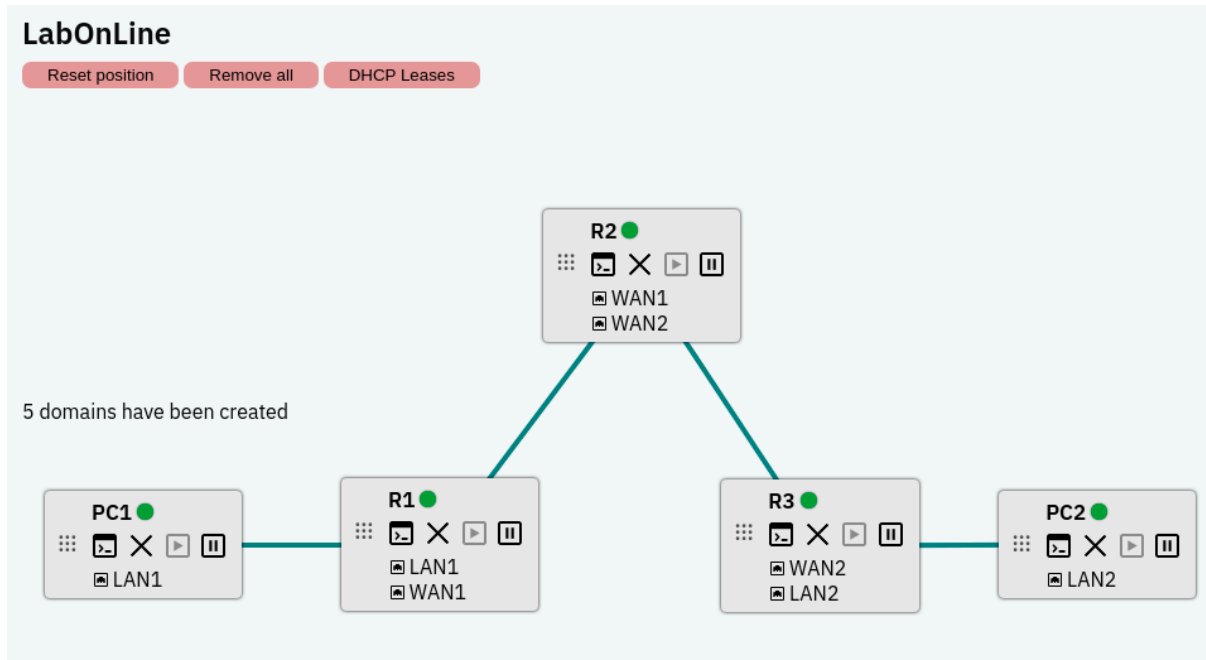 LabOnLine
Reset position
Remove all
DHCP Leases
R2
WAN1
WAN2
5 domains have been created
PC1
LAN1
R1
LAN1
WAN1
R3
WAN2
LAN2
PC2
LAN2